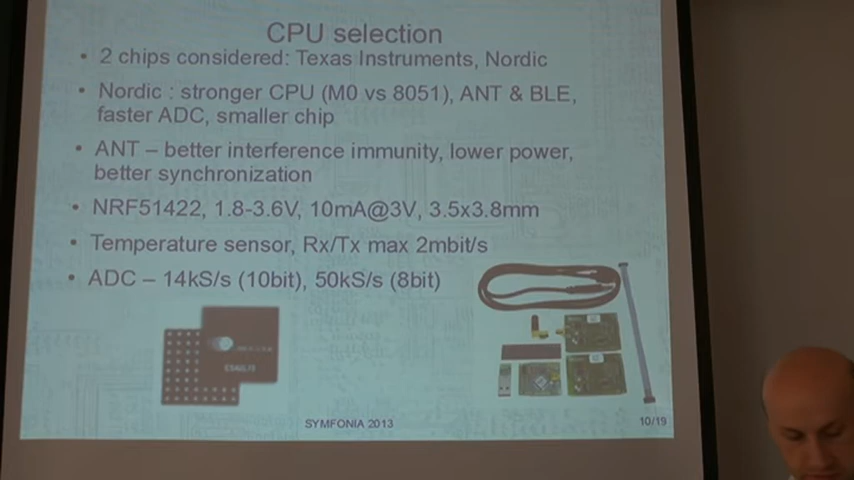 CPU selection
• 2 chips considered: Texas Instruments, Nordic
• Nordic : stronger CPU (M0 vs 8051), ANT & BLE,
faster ADC, smaller chip
• ANT – better interference immunity, lower power,
better synchronization
• NRF51422, 1.8-3.6V, 10mA@3V, 3.5x3.8mm
• Temperature sensor, Rx/Tx max 2mbit/s
• ADC – 14kS/s (10bit), 50kS/s (8bit)
SYMFONIA 2013
10/19